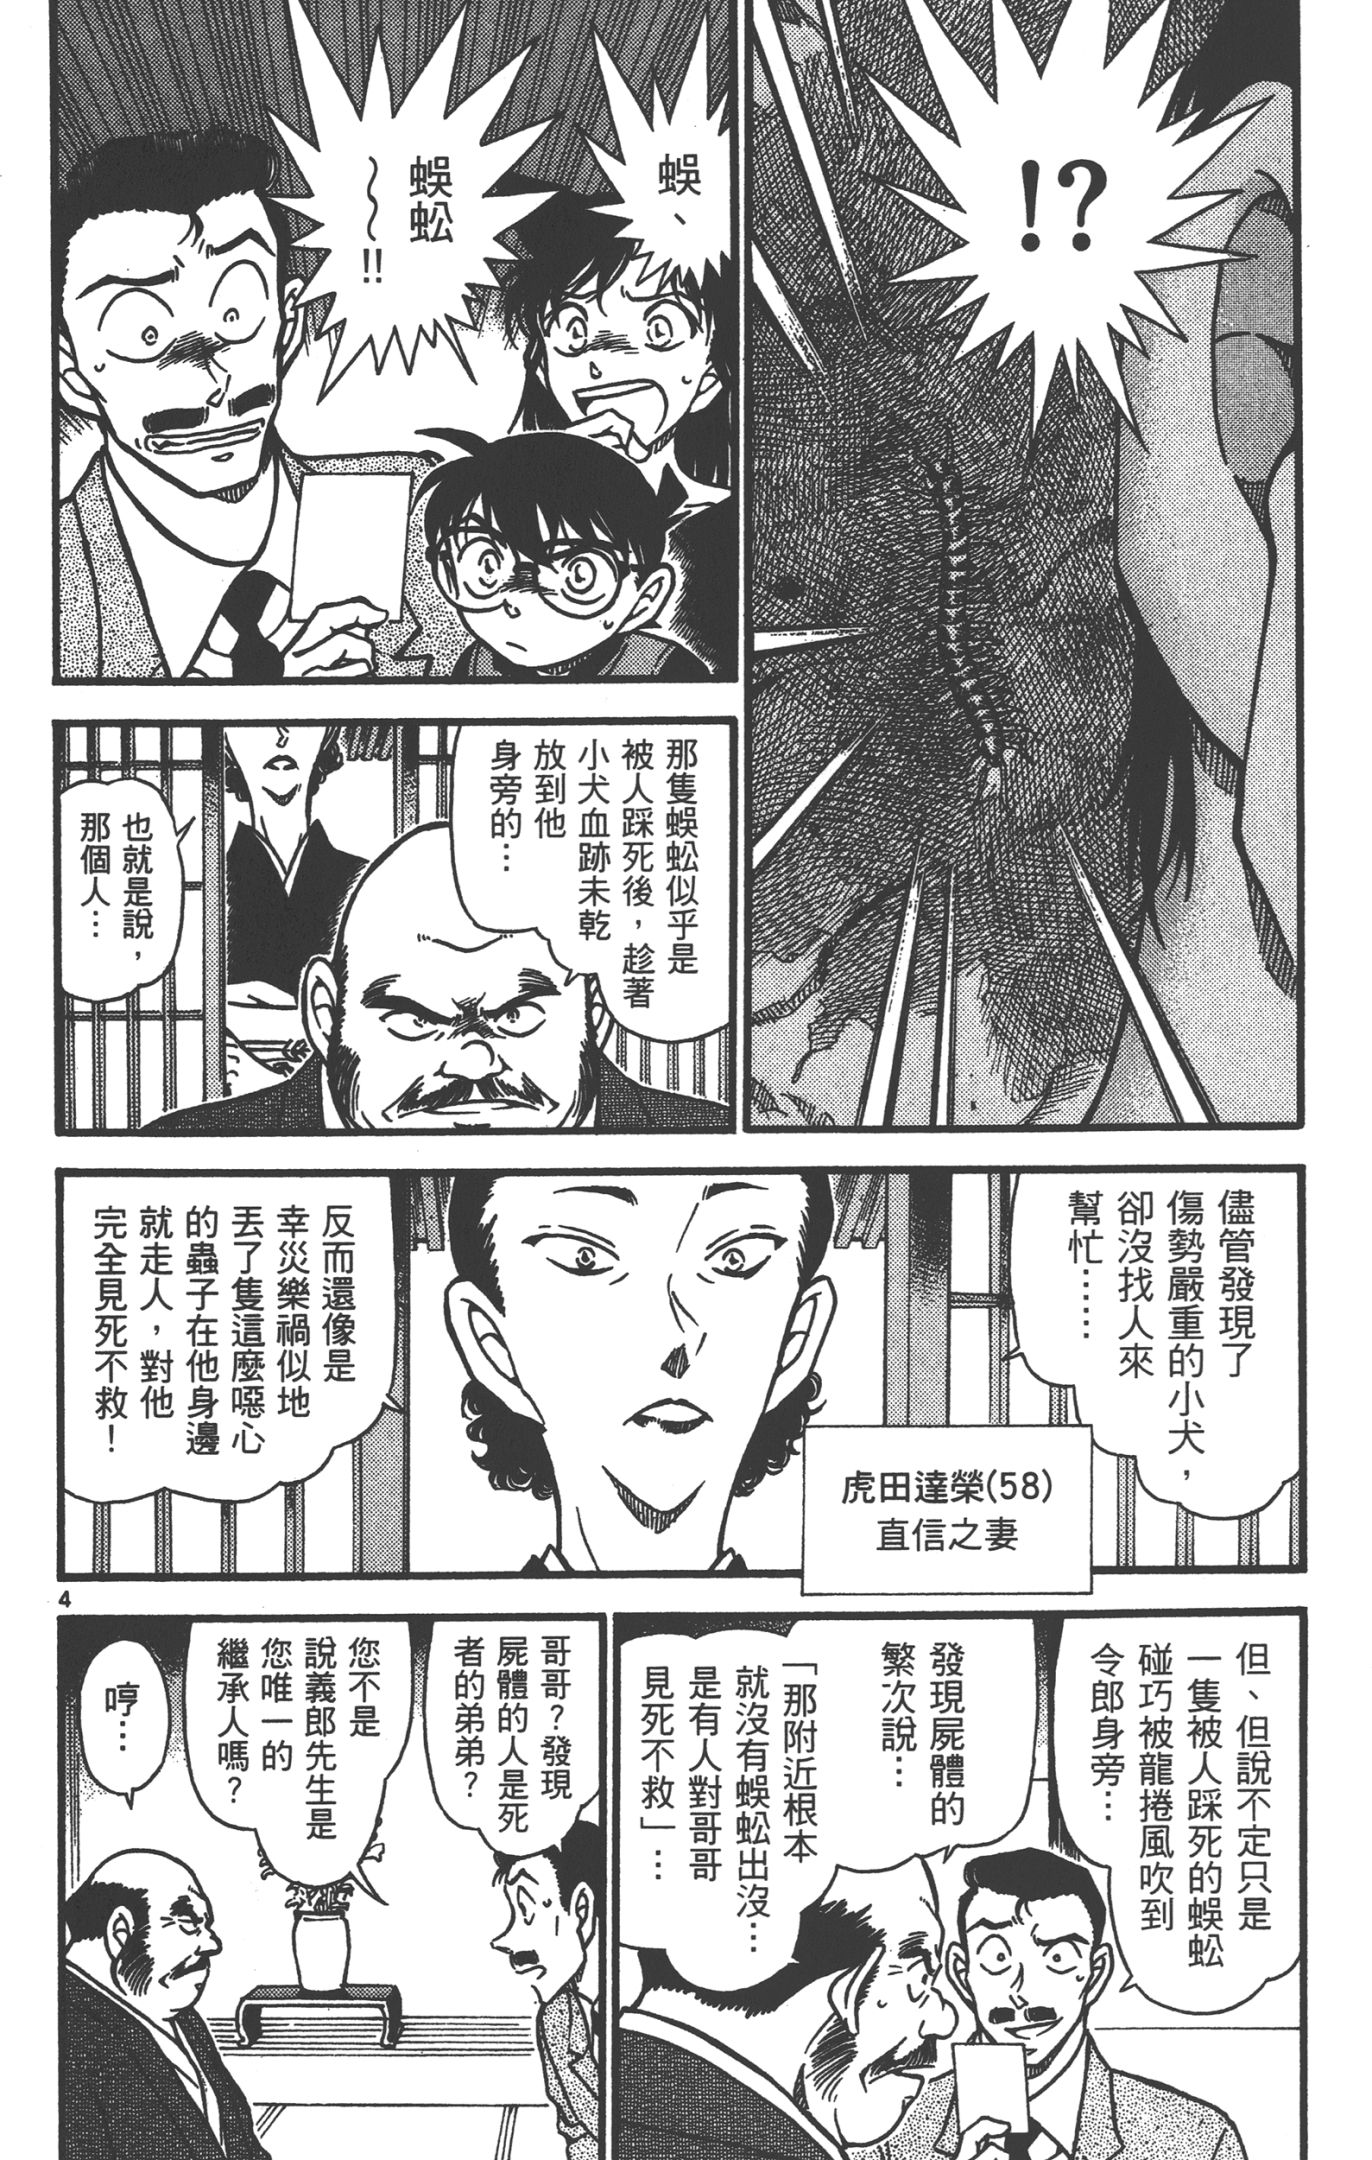 !?
蜈、
蜈蚣
～～!!
那隻蜈蚣似乎是
被人踩死後，趁著
小犬血跡未乾
放到他
身旁的…
也就是說，
那個人…
儘管發現了
傷勢嚴重的小犬，
卻沒找人來
幫忙……
虎田達榮(58)
直信之妻
反而還像是
幸災樂禍似地
丟了隻這麼噁心
的蟲子在他身邊
就走人，對他
完全見死不救！
4
但、但說不定只是
一隻被人踩死的蜈蚣
碰巧被龍捲風吹到
令郎身旁…
發現屍體的
繁次說…
「那附近根本
就沒有蜈蚣出沒…
是有人對哥哥
見死不救」…
哥哥？發現
屍體的人是死
者的弟弟？
您不是
說義郎先生是
您唯一的
繼承人嗎？
哼…